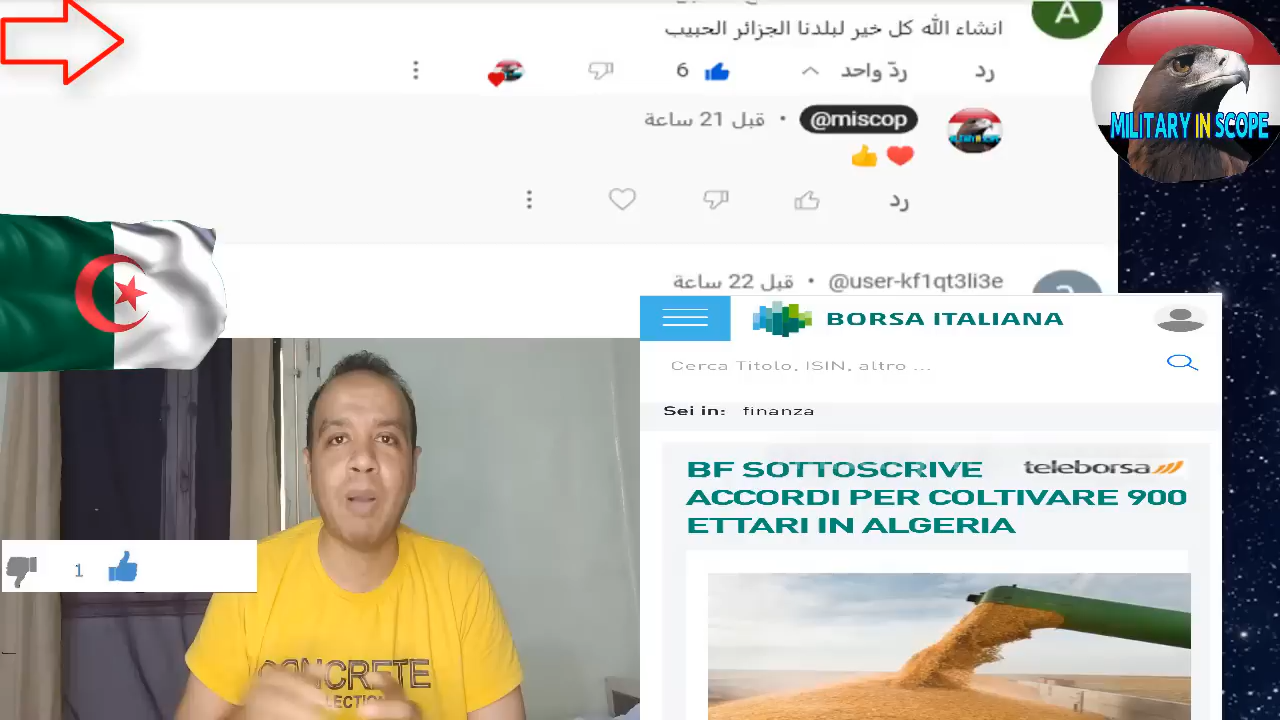 انشاء الله كل خير لبلدنا الجزائر الحبيب
رد
ردّ واحد
6
@miscop • قبل 21 ساعة
رد
@user-kf1qt3li3e • قبل 22 ساعة
MILITARY IN SCOPE
BORSA ITALIANA
Cerca Titolo, ISIN, altro ...
Sei in: finanza
BF SOTTOSCRIVE
ACCORDI PER COLTIVARE 900
ETTARI IN ALGERIA
teleborsa
1
CONCRETE